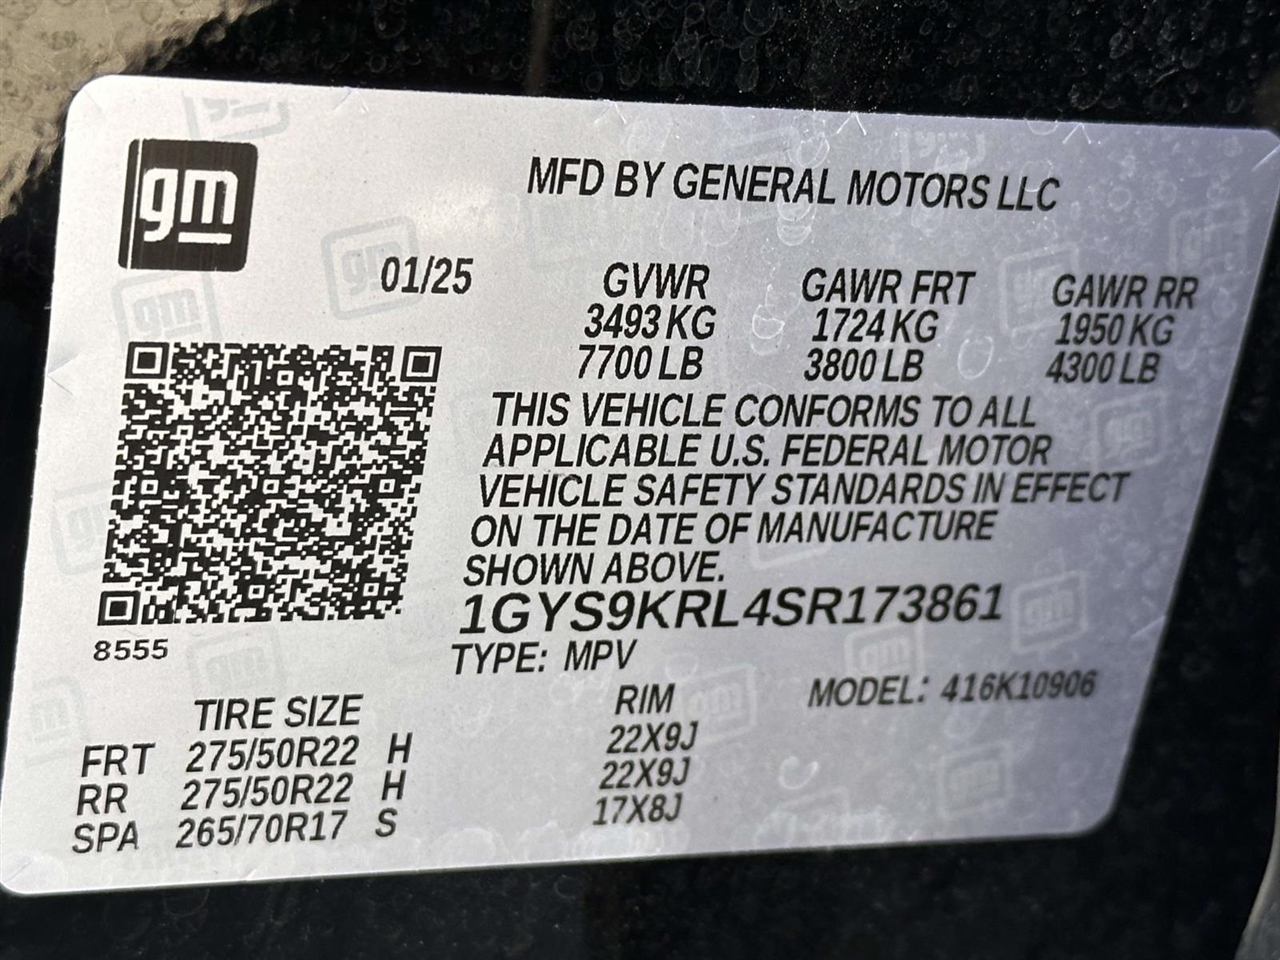 gm
MFD BY GENERAL MOTORS LLC
01/25
GVWR GAWR FRT GAWR RR
3493 KG 1724 KG 1950 KG
7700 LB 3800 LB 4300 LB
THIS VEHICLE CONFORMS TO ALL
APPLICABLE U.S. FEDERAL MOTOR
VEHICLE SAFETY STANDARDS IN EFFECT
ON THE DATE OF MANUFACTURE
SHOWN ABOVE.
1GYS9KRL4SR173861
8555
TYPE: MPV
MODEL: 416K10906
TIRE SIZE RIM
FRT 275/50R22 H 22X9J
RR 275/50R22 H 22X9J
SPA 265/70R17 S 17X8J